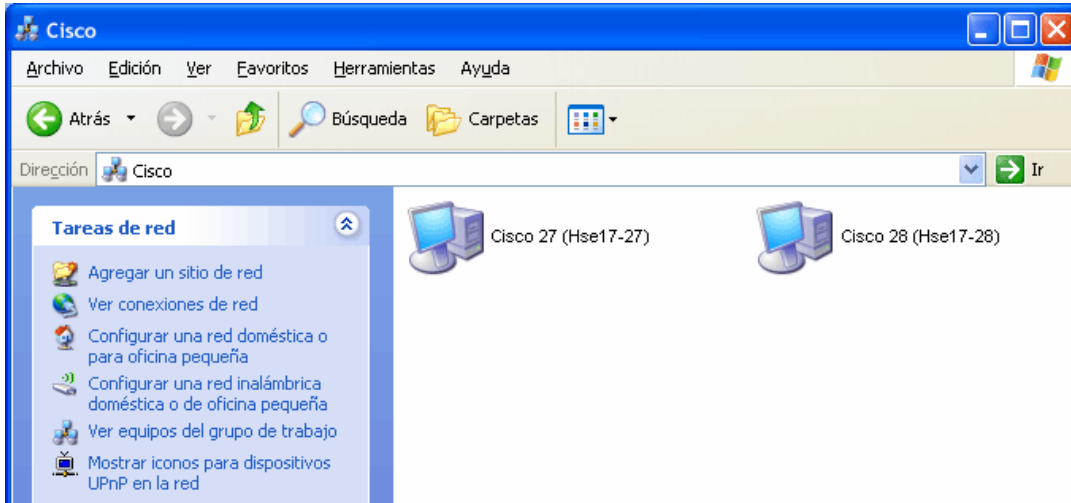 Cisco
Archivo Edición Ver Favoritos Herramientas Ayuda
Atrás Búsqueda Carpetas
Dirección Cisco Ir
Tareas de red
Agregar un sitio de red
Ver conexiones de red
Configurar una red doméstica o
para oficina pequeña
Configurar una red inalámbrica
doméstica o de oficina pequeña
Ver equipos del grupo de trabajo
Mostrar iconos para dispositivos
UPnP en la red
Cisco 27 (Hse17-27) Cisco 28 (Hse17-28)